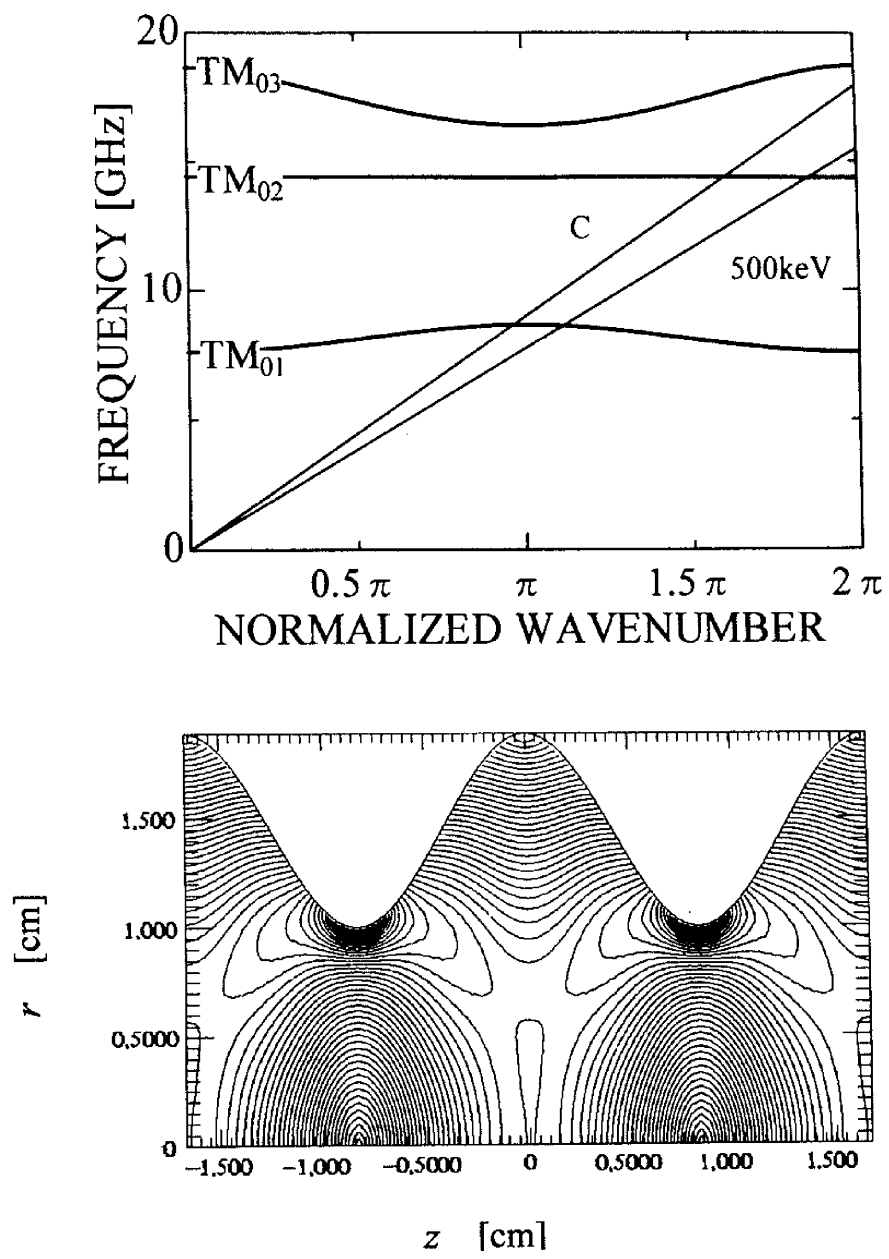 20
TM03
TM02
C
500keV
10
TM01
0
FREQUENCY [GHz]
0.5 π π 1.5 π 2 π
NORMALIZED WAVENUMBER
1.500
1.000
0.5000
0
r [cm]
-1.500 -1.000 -0.5000 0 0.5000 1.000 1.500
z [cm]